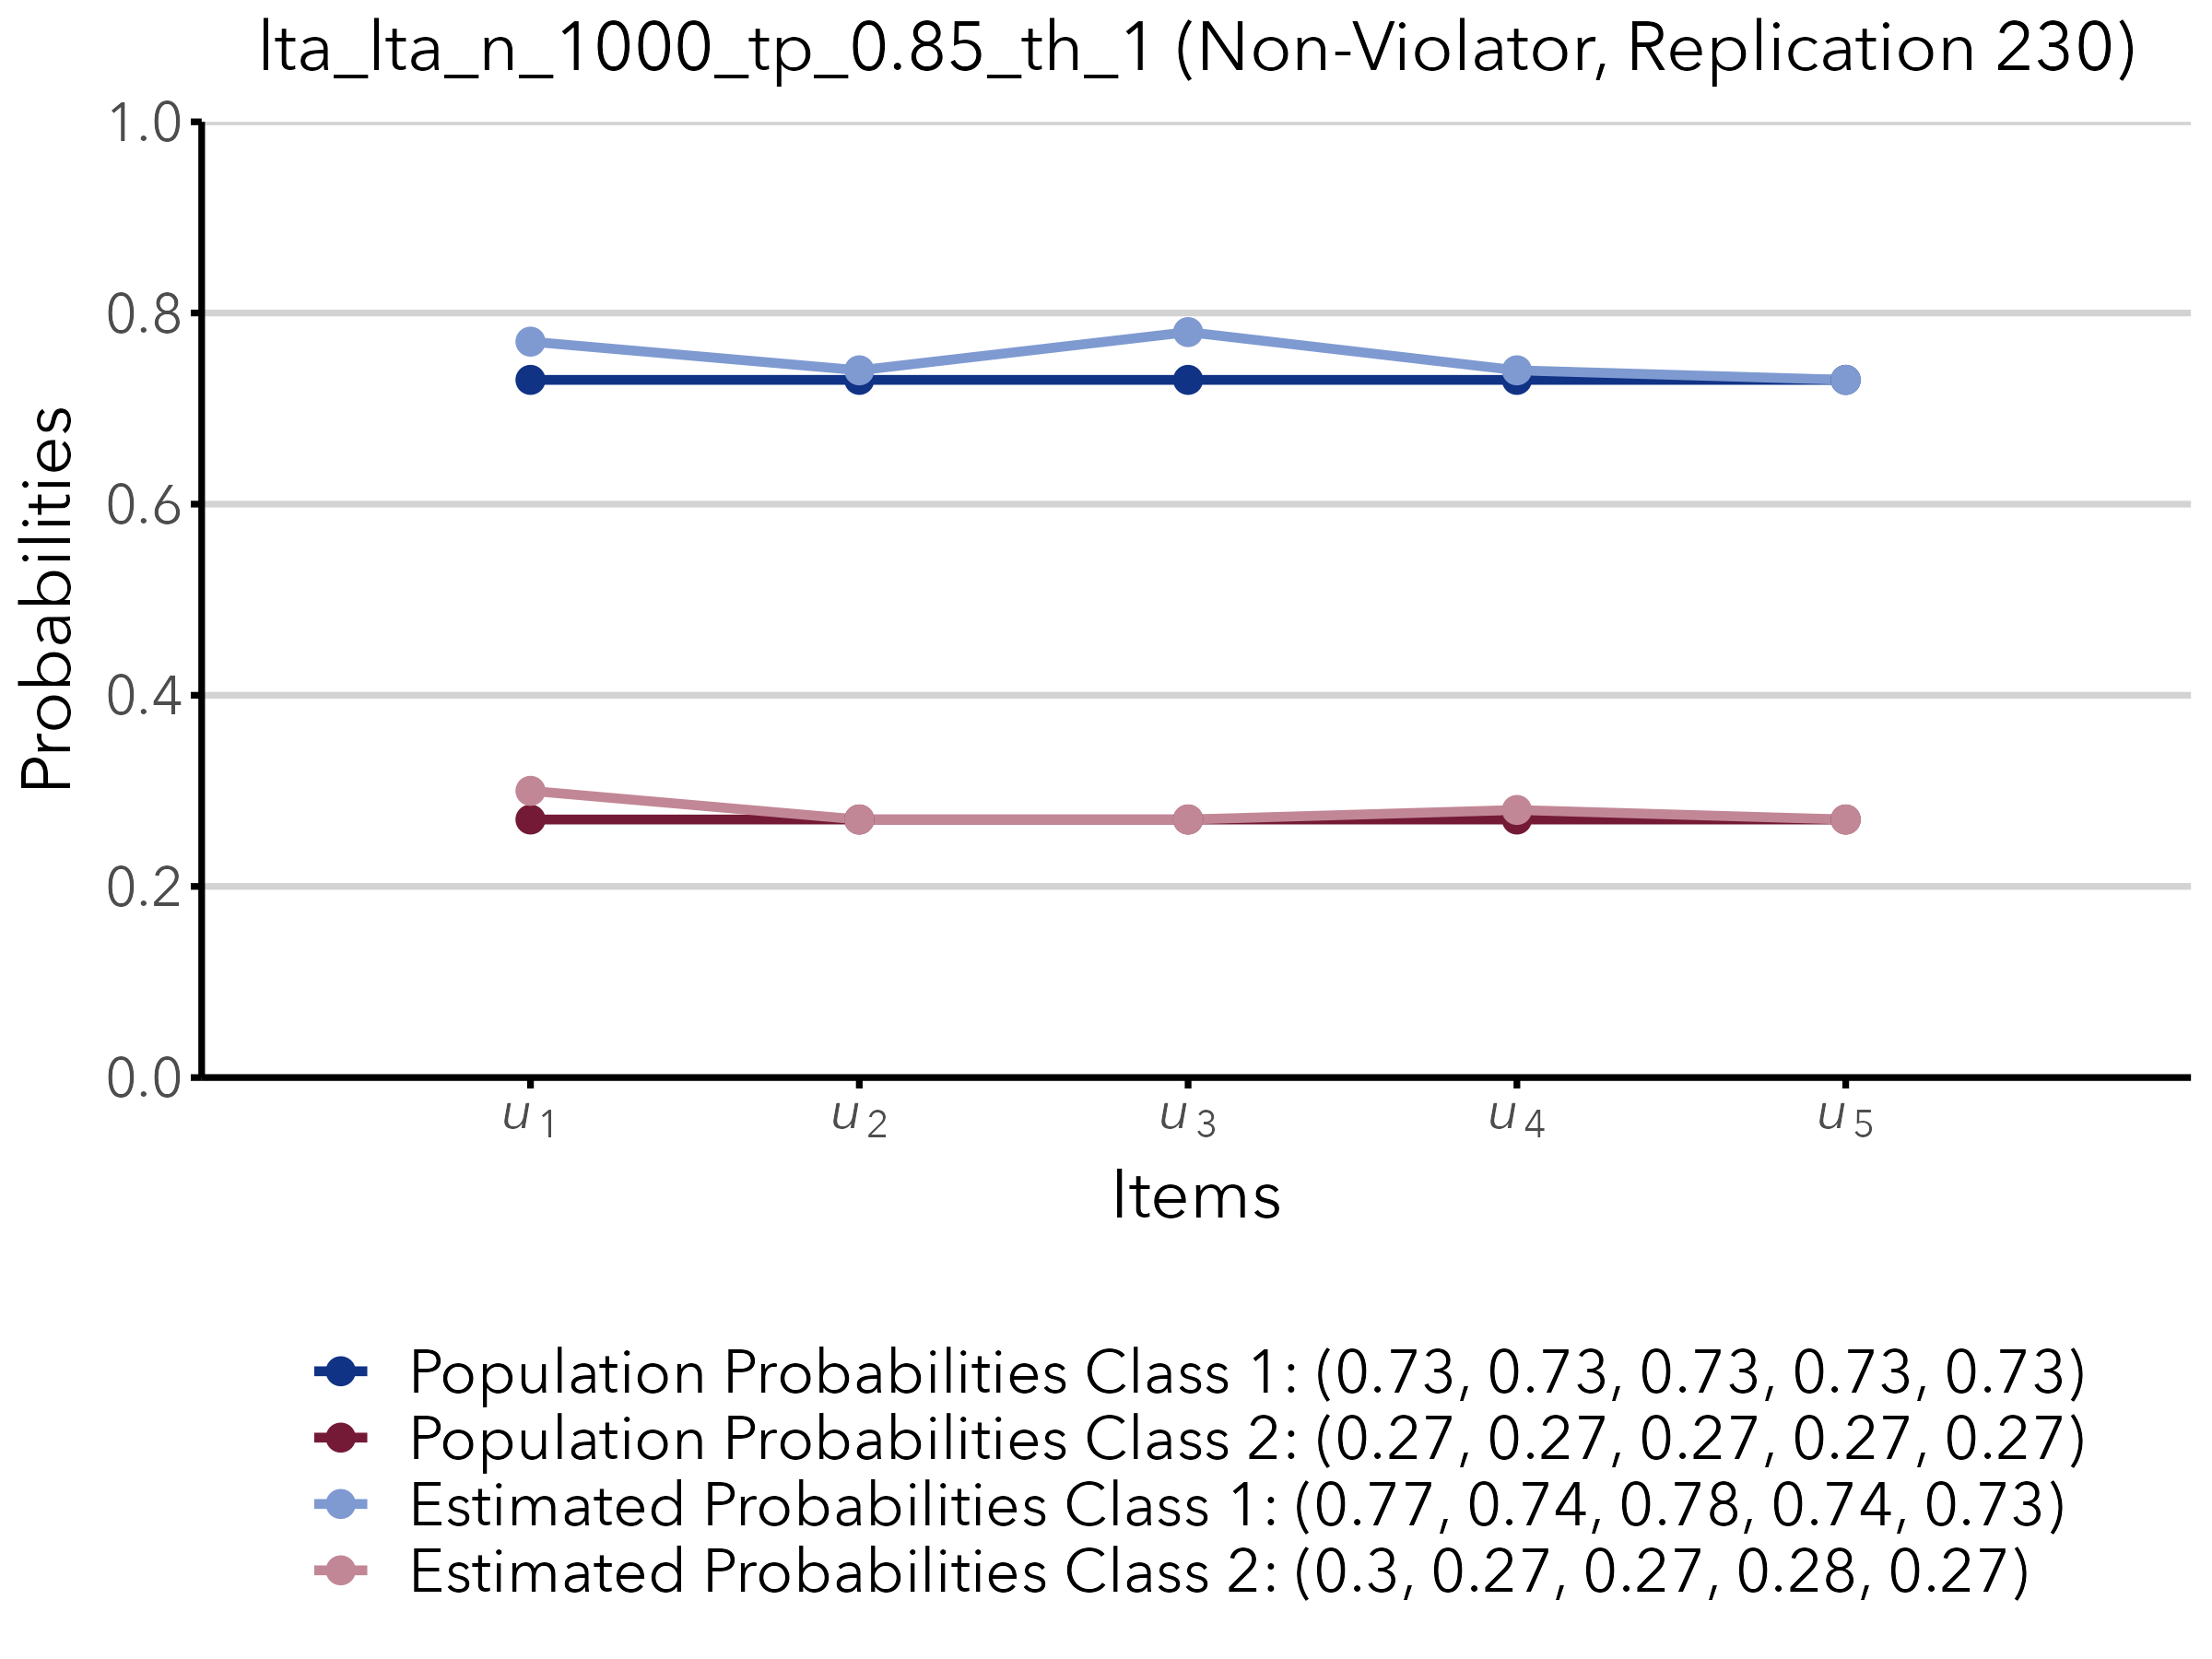 lta_lta_n_1000_tp_0.85_th_1 (Non-Violator, Replication 230)
1.0
0.8
0.6
0.4
0.2
0.0
Probabilities
u1 u2 u3 u4 u5
Items
Population Probabilities Class 1: (0.73, 0.73, 0.73, 0.73, 0.73)
Population Probabilities Class 2: (0.27, 0.27, 0.27, 0.27, 0.27)
Estimated Probabilities Class 1: (0.77, 0.74, 0.78, 0.74, 0.73)
Estimated Probabilities Class 2: (0.3, 0.27, 0.27, 0.28, 0.27)